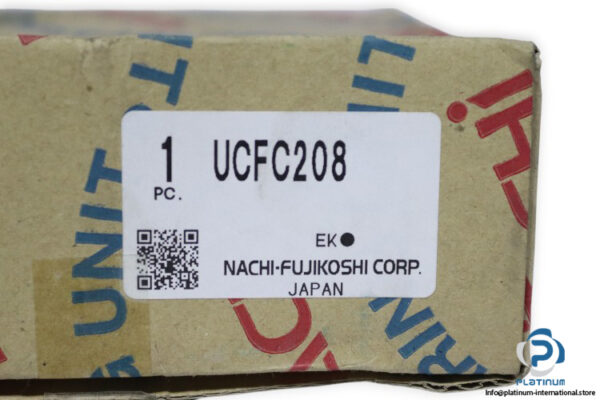 1 UCFC208
PC.
EK●
NACHI-FUJIKOSHI CORP.
JAPAN
UNIT
PLATINUM
info@platinum-international.store